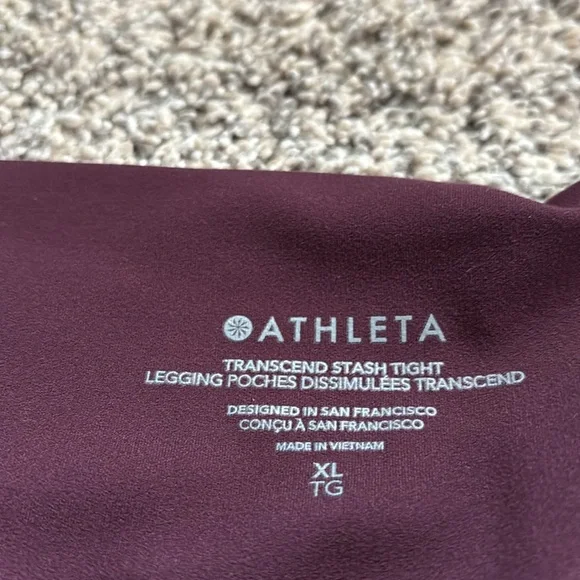 ATHLETA
TRANSCEND STASH TIGHT
LEGGING POCHES DISSIMULÉES TRANSCEND
DESIGNED IN SAN FRANCISCO
CONÇU À SAN FRANCISCO
MADE IN VIETNAM
XL
TG